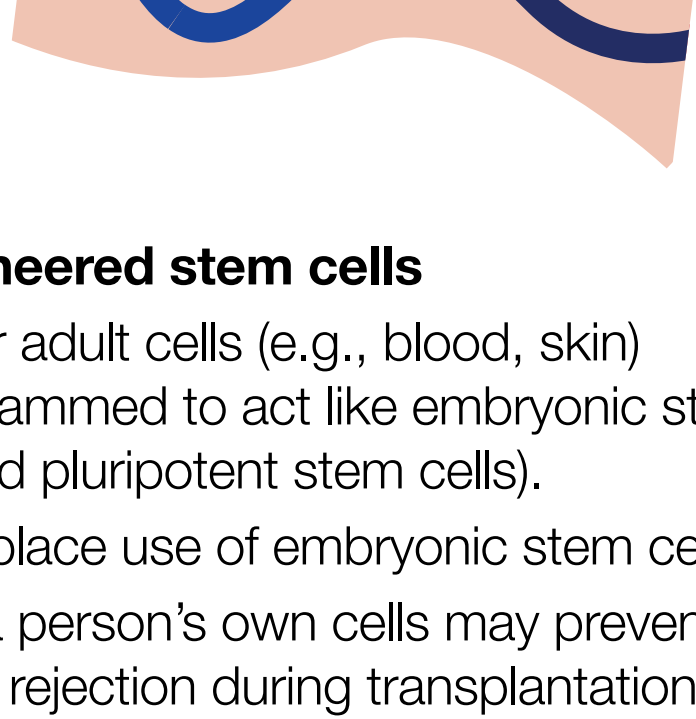 neered stem cells
r adult cells (e.g., blood, skin)
ammed to act like embryonic st
d pluripotent stem cells).
place use of embryonic stem ce
a person’s own cells may preven
rejection during transplantation